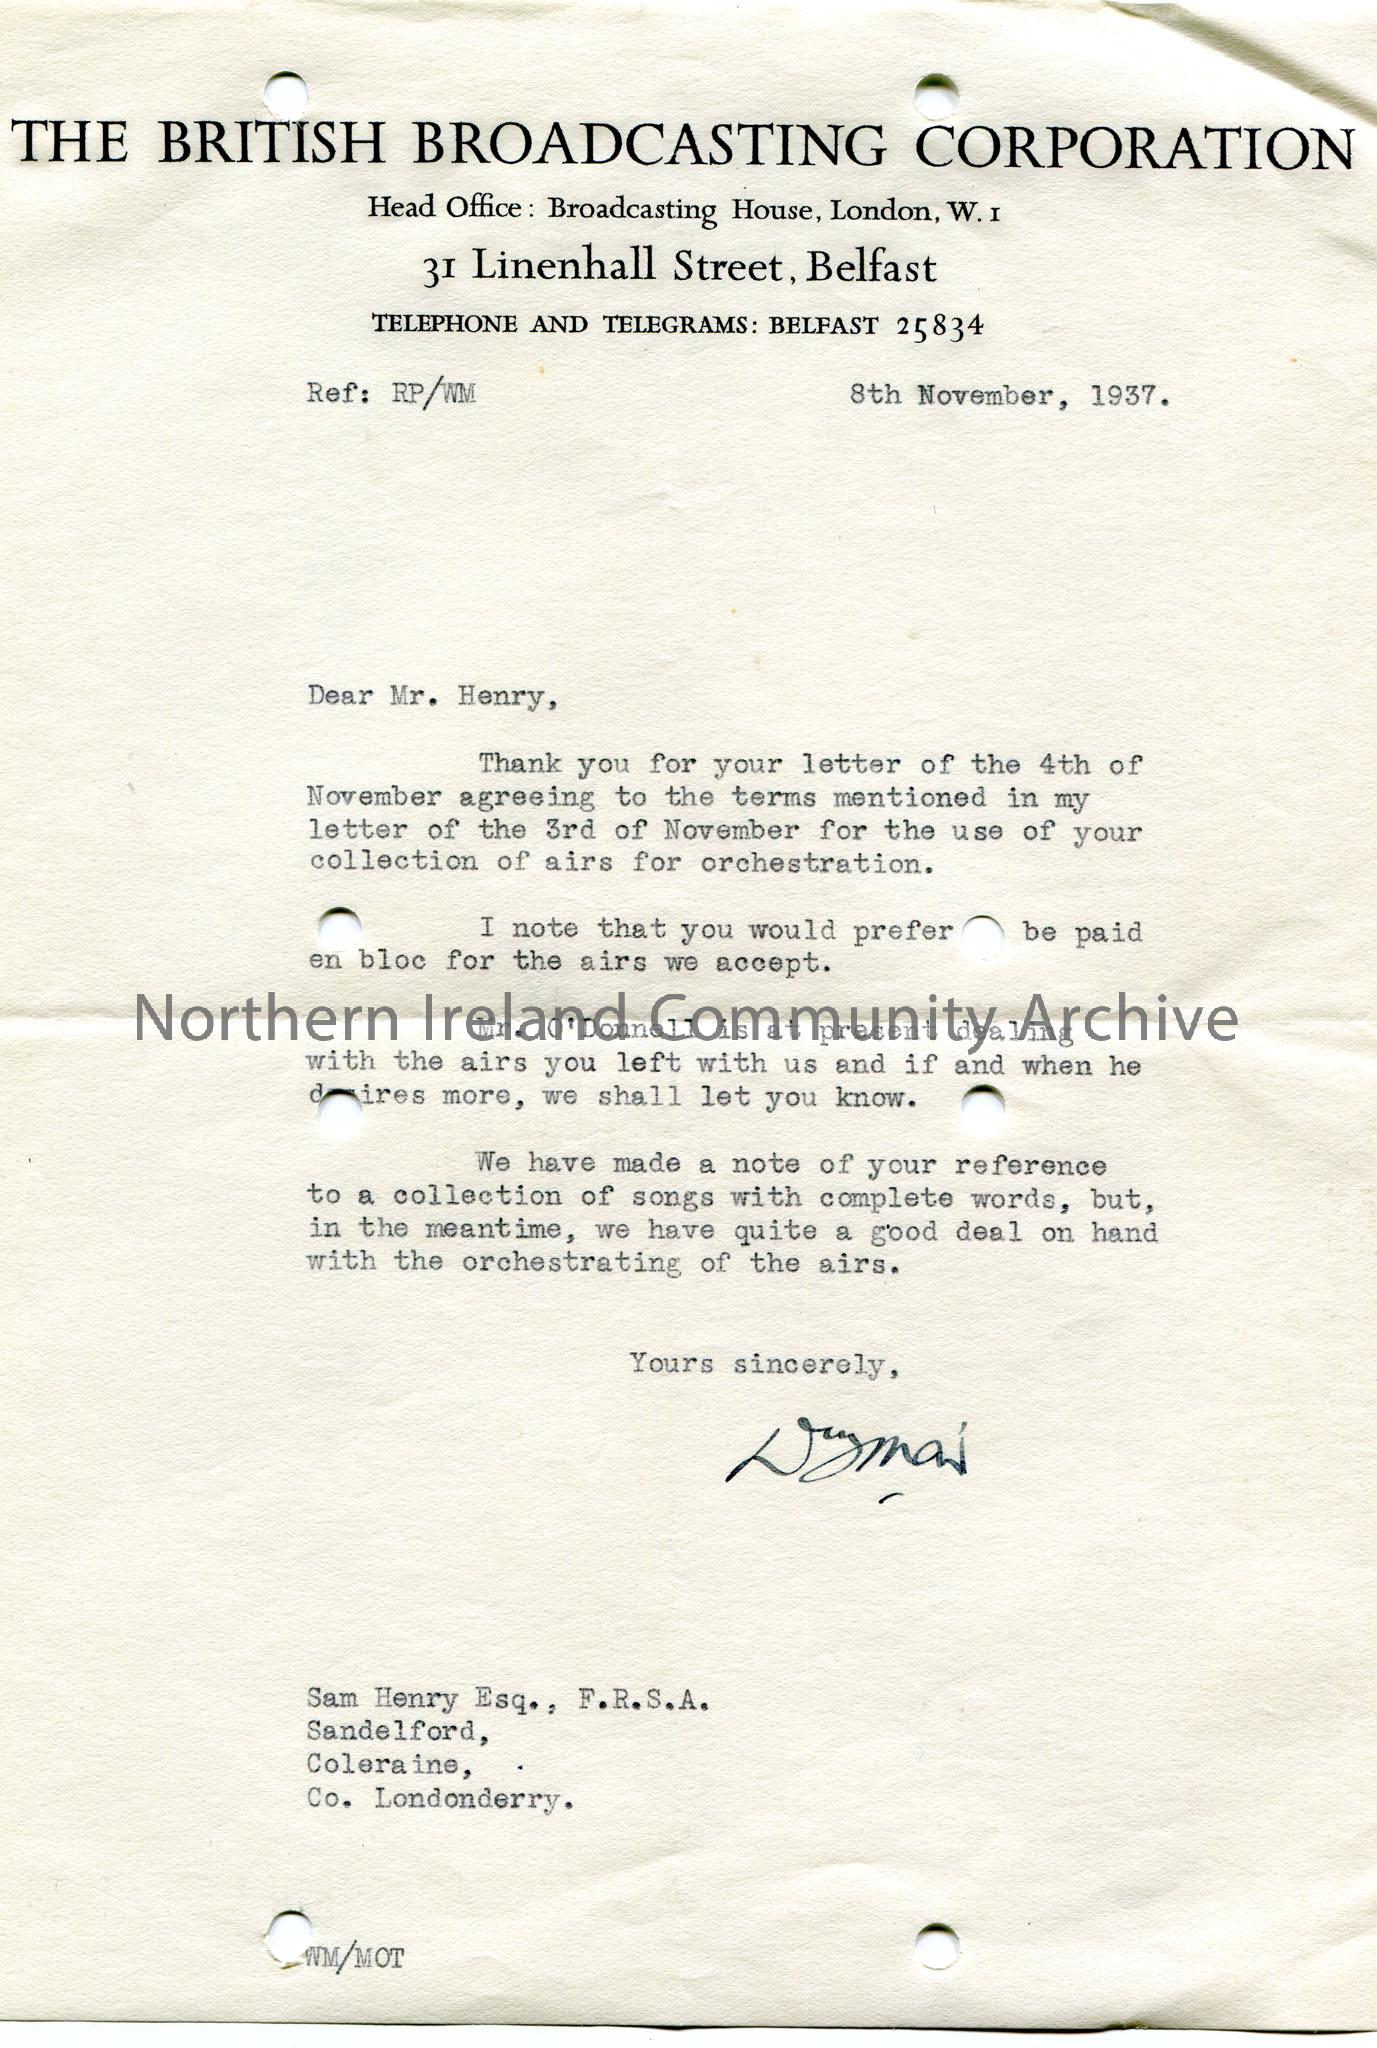 THE BRITISH BROADCASTING CORPORATION
Head Office: Broadcasting House, London, W. 1
31 Linenhall Street, Belfast
TELEPHONE AND TELEGRAMS: BELFAST 25834
Ref: RP/WM 8th November, 1937.
Dear Mr. Henry,
Thank you for your letter of the 4th of
November agreeing to the terms mentioned in my
letter of the 3rd of November for the use of your
collection of airs for orchestration.
I note that you would prefer be paid
en bloc for the airs we accept.
Northern Ireland Community Archive
Mr. O'Donnell is at present dealing
with the airs you left with us and if and when he
desires more, we shall let you know.
We have made a note of your reference
to a collection of songs with complete words, but,
in the meantime, we have quite a good deal on hand
with the orchestrating of the airs.
Yours sincerely,
Sam Henry Esq., F.R.S.A.
Sandelford,
Coleraine,
Co. Londonderry.
WM/MOT